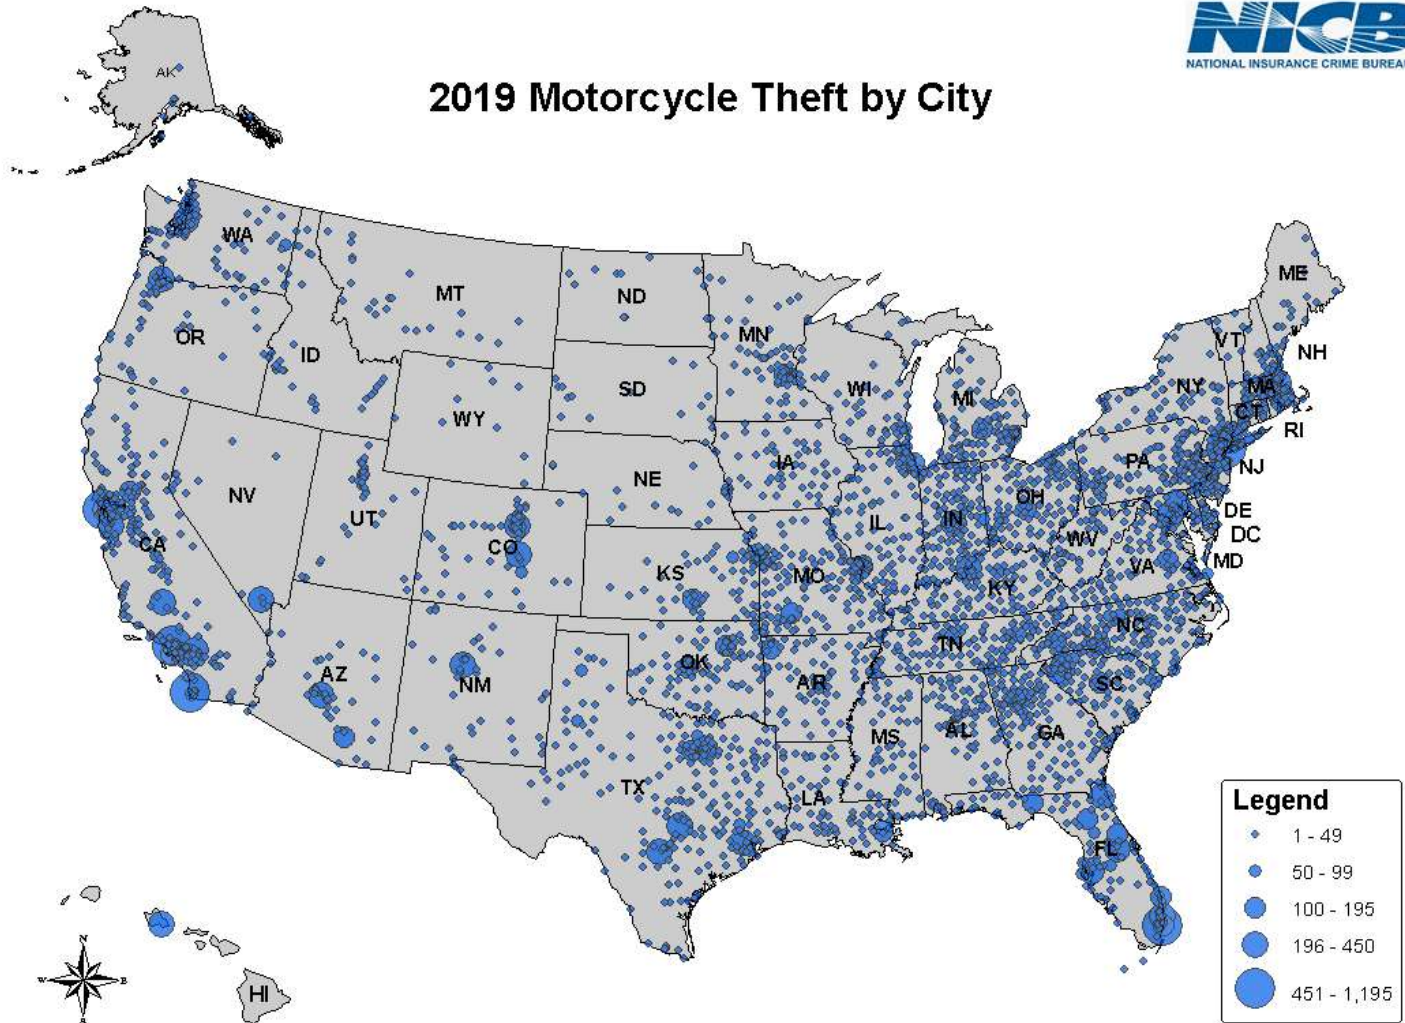 NICB
NATIONAL INSURANCE CRIME BUREAU
2019 Motorcycle Theft by City
AK
WA
MT
ND
MN
ME
OR
ID
SD
WI
MI
VT
NH
NY
MA
CT
RI
WY
IA
PA
NJ
NV
UT
CO
NE
IL
IN
OH
DE
DC
WV
MD
CA
KS
MO
KY
VA
AZ
NM
OK
AR
TN
NC
SC
TX
LA
MS
AL
GA
FL
HI
N
W
E
Legend
1 - 49
50 - 99
100 - 195
196 - 450
451 - 1,195